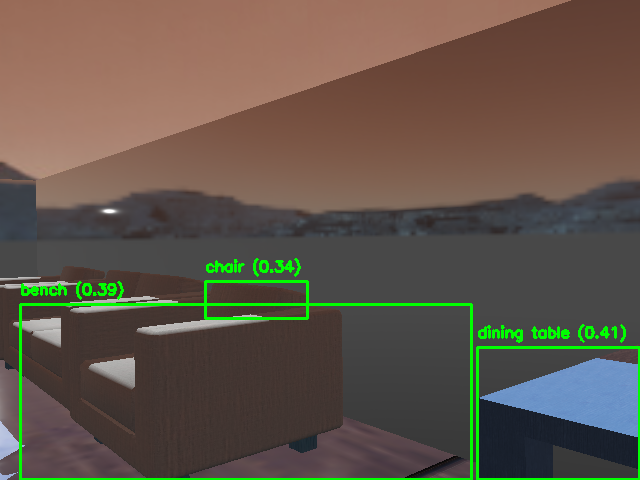 chair (0.34)
bench (0.39)
dining table (0.41)